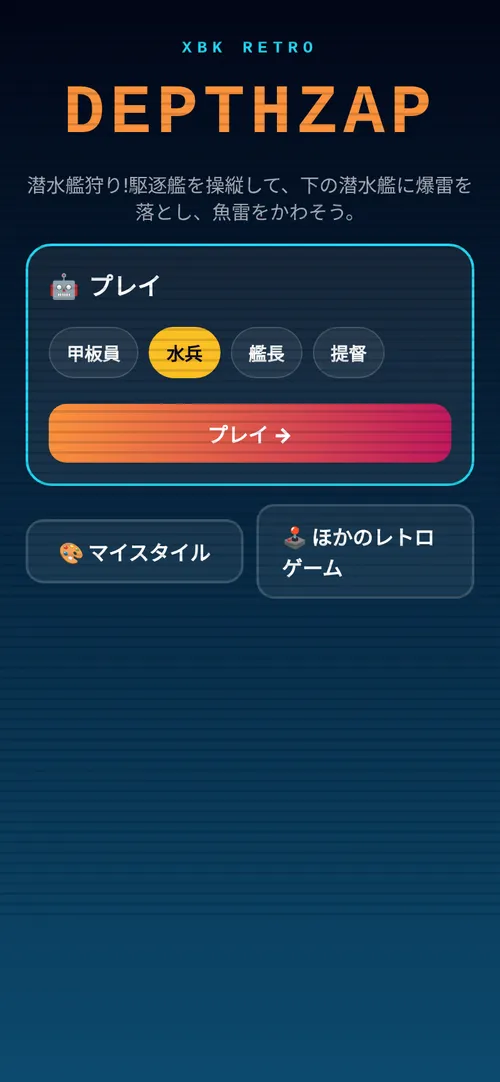 XBK RETRO
DEPTHZAP
潜水艦狩り!駆逐艦を操縦して、下の潜水艦に爆雷を
落とし、魚雷をかわそう。
プレイ
甲板員 水兵 艦長 提督
プレイ →
マイスタイル
ほかのレトロ
ゲーム